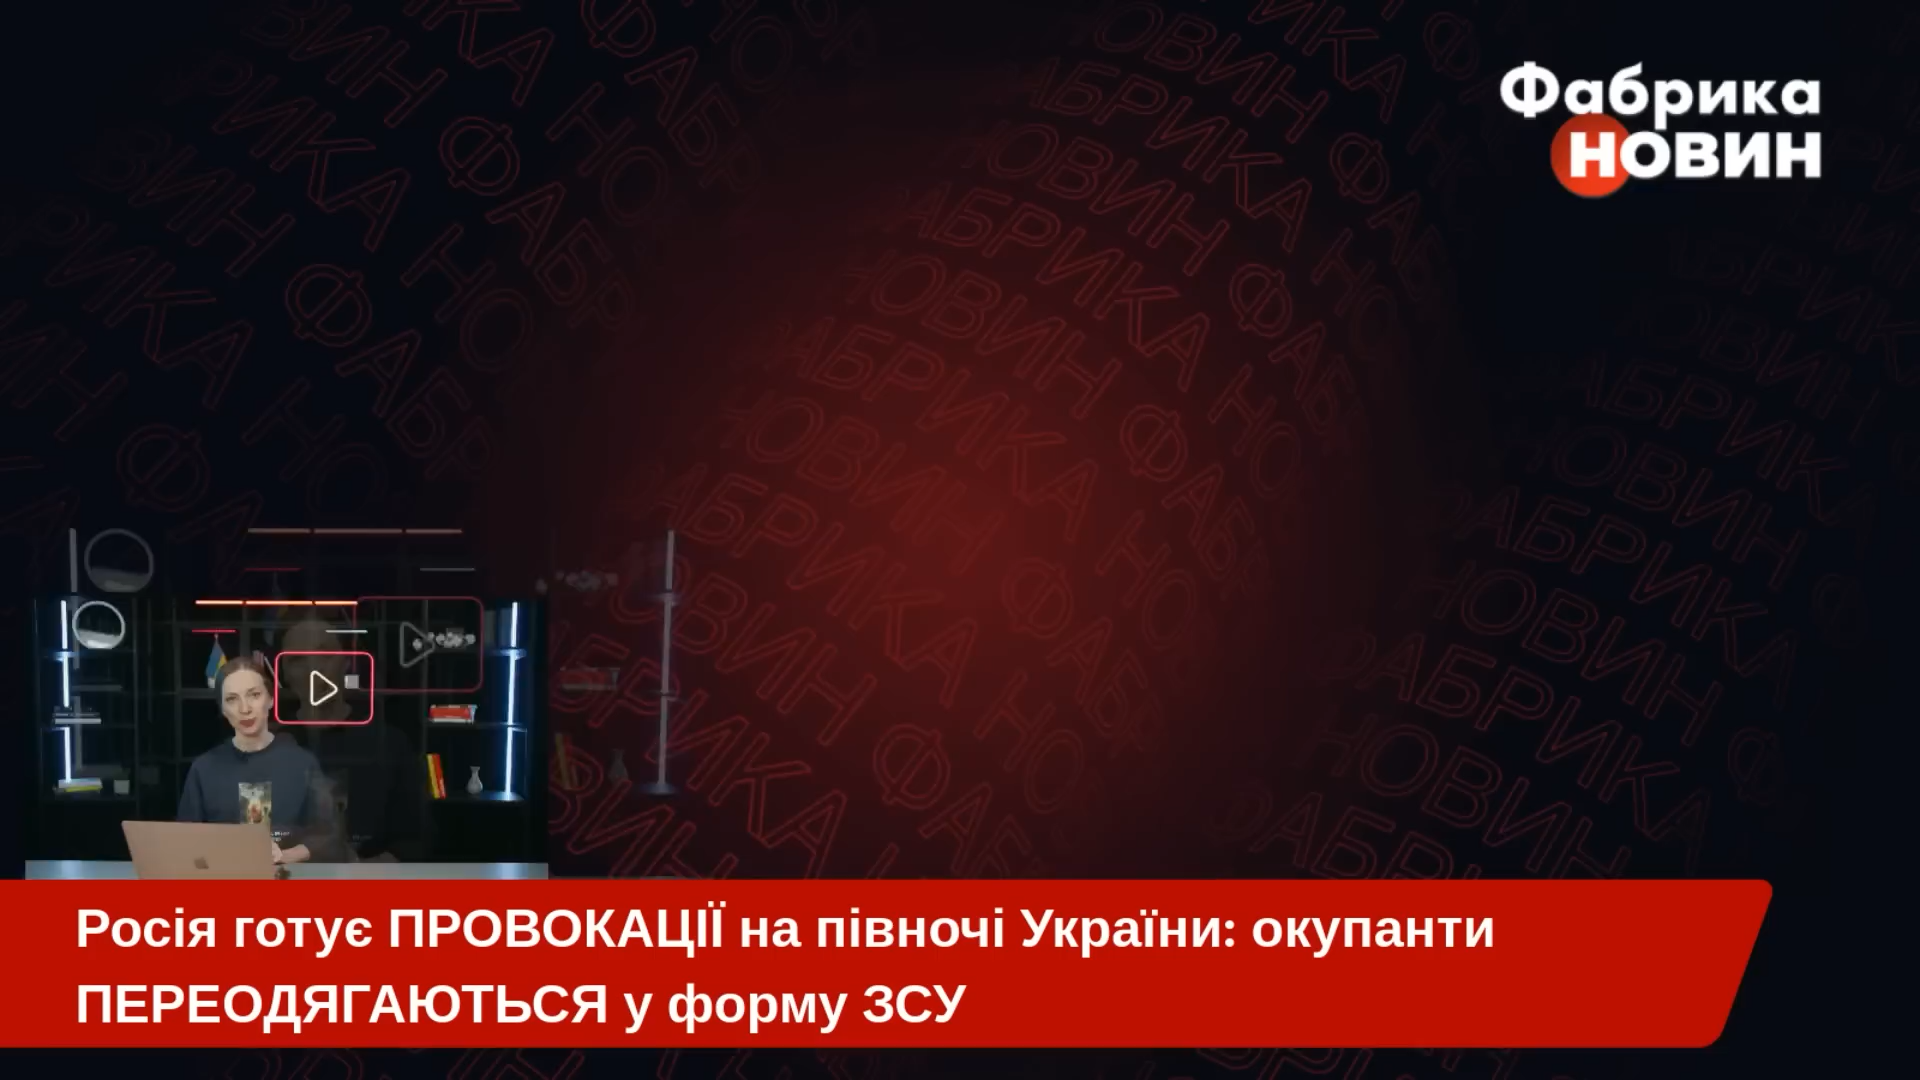 Фабрика
новин
Росія готує ПРОВОКАЦІЇ на півночі України: окупанти
ПЕРЕОДЯГАЮТЬСЯ у форму ЗСУ